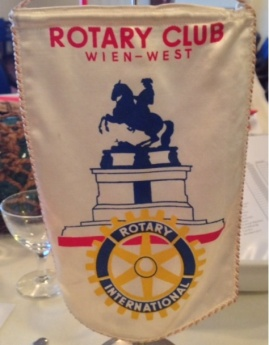 ROTARY CLUB
WIEN-WEST
ROTARY
INTERNATIONAL